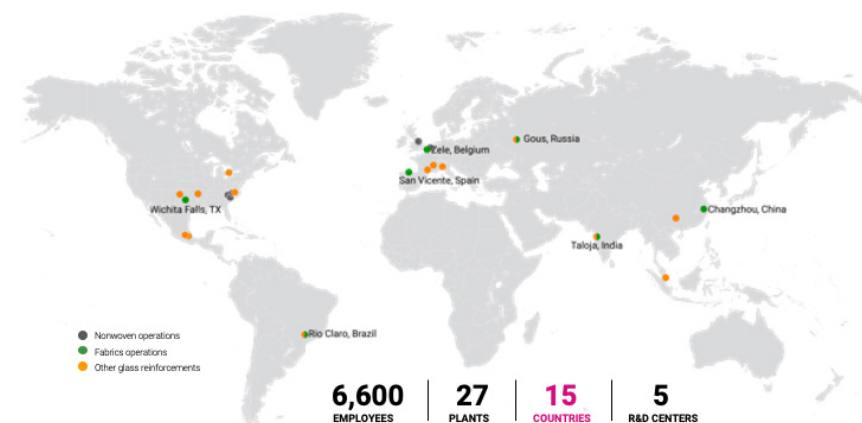 Gous, Russia
Zele, Belgium
San Vicente, Spain
Wichita Falls, TX
Changzhou, China
Taloja, India
Rio Claro, Brazil
Nonwoven operations
Fabrics operations
Other glass reinforcements
6,600 27 15 5
EMPLOYEES PLANTS COUNTRIES R&D CENTERS